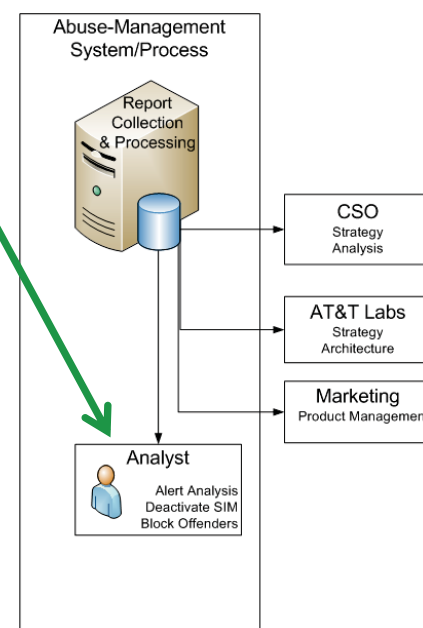 Abuse-Management
System/Process
Report
Collection
& Processing
CSO
Strategy
Analysis
AT&T Labs
Strategy
Architecture
Marketing
Product Management
Analyst
Alert Analysis
Deactivate SIM
Block Offenders